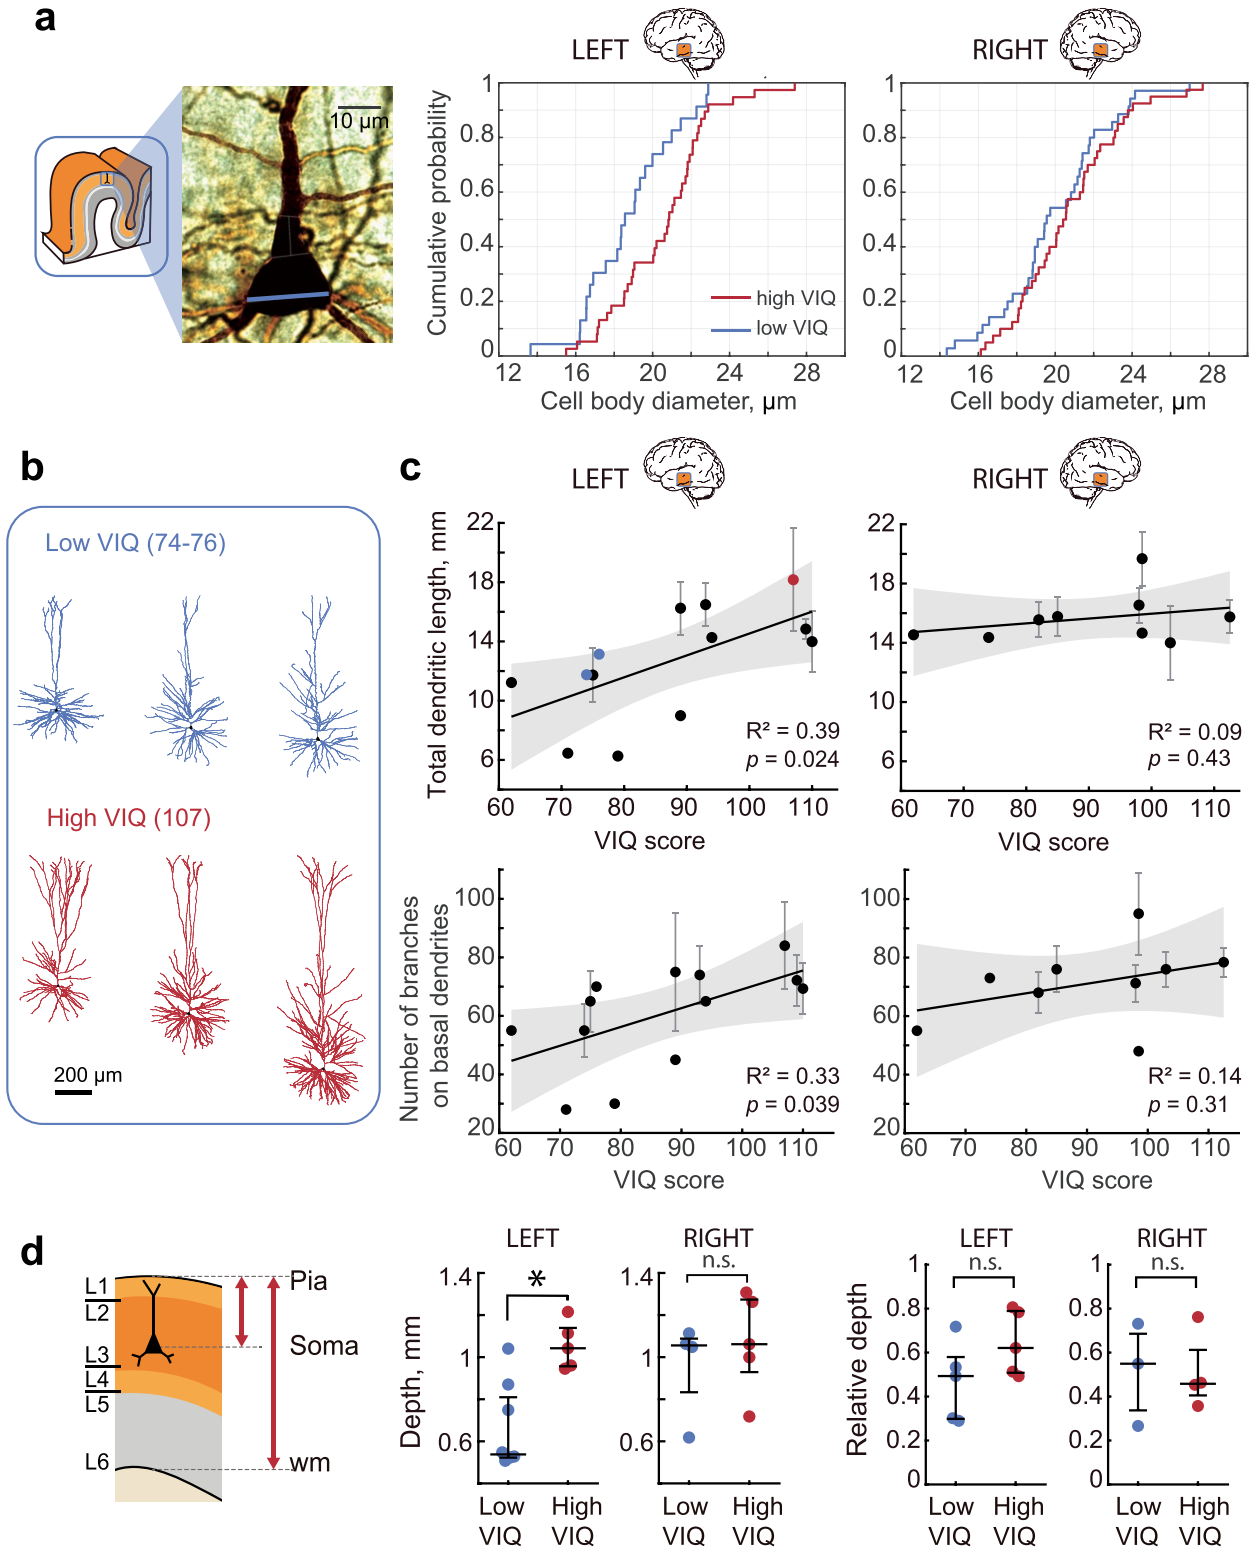 a
LEFT
RIGHT
10 µm
Cumulative probability
1
0.8
0.6
0.4
0.2
0
high VIQ
low VIQ
12 16 20 24 28
Cell body diameter, µm
1
0.8
0.6
0.4
0.2
0
12 16 20 24 28
Cell body diameter, µm
b
Low VIQ (74-76)
High VIQ (107)
200 µm
c
LEFT
RIGHT
Total dendritic length, mm
22
18
14
10
6
R² = 0.39
p = 0.024
60 70 80 90 100 110
VIQ score
22
18
14
10
6
R² = 0.09
p = 0.43
60 70 80 90 100 110
VIQ score
Number of branches
on basal dendrites
100
80
60
40
20
R² = 0.33
p = 0.039
60 70 80 90 100 110
VIQ score
100
80
60
40
20
R² = 0.14
p = 0.31
60 70 80 90 100 110
VIQ score
d
L1
L2
L3
L4
L5
L6
Pia
Soma
wm
LEFT
Depth, mm
1.4
1
0.6
*
Low
VIQ
High
VIQ
RIGHT
n.s.
1.4
1
0.6
Low
VIQ
High
VIQ
LEFT
n.s.
Relative depth
1
0.8
0.6
0.4
0.2
0
Low
VIQ
High
VIQ
RIGHT
n.s.
1
0.8
0.6
0.4
0.2
0
Low
VIQ
High
VIQ